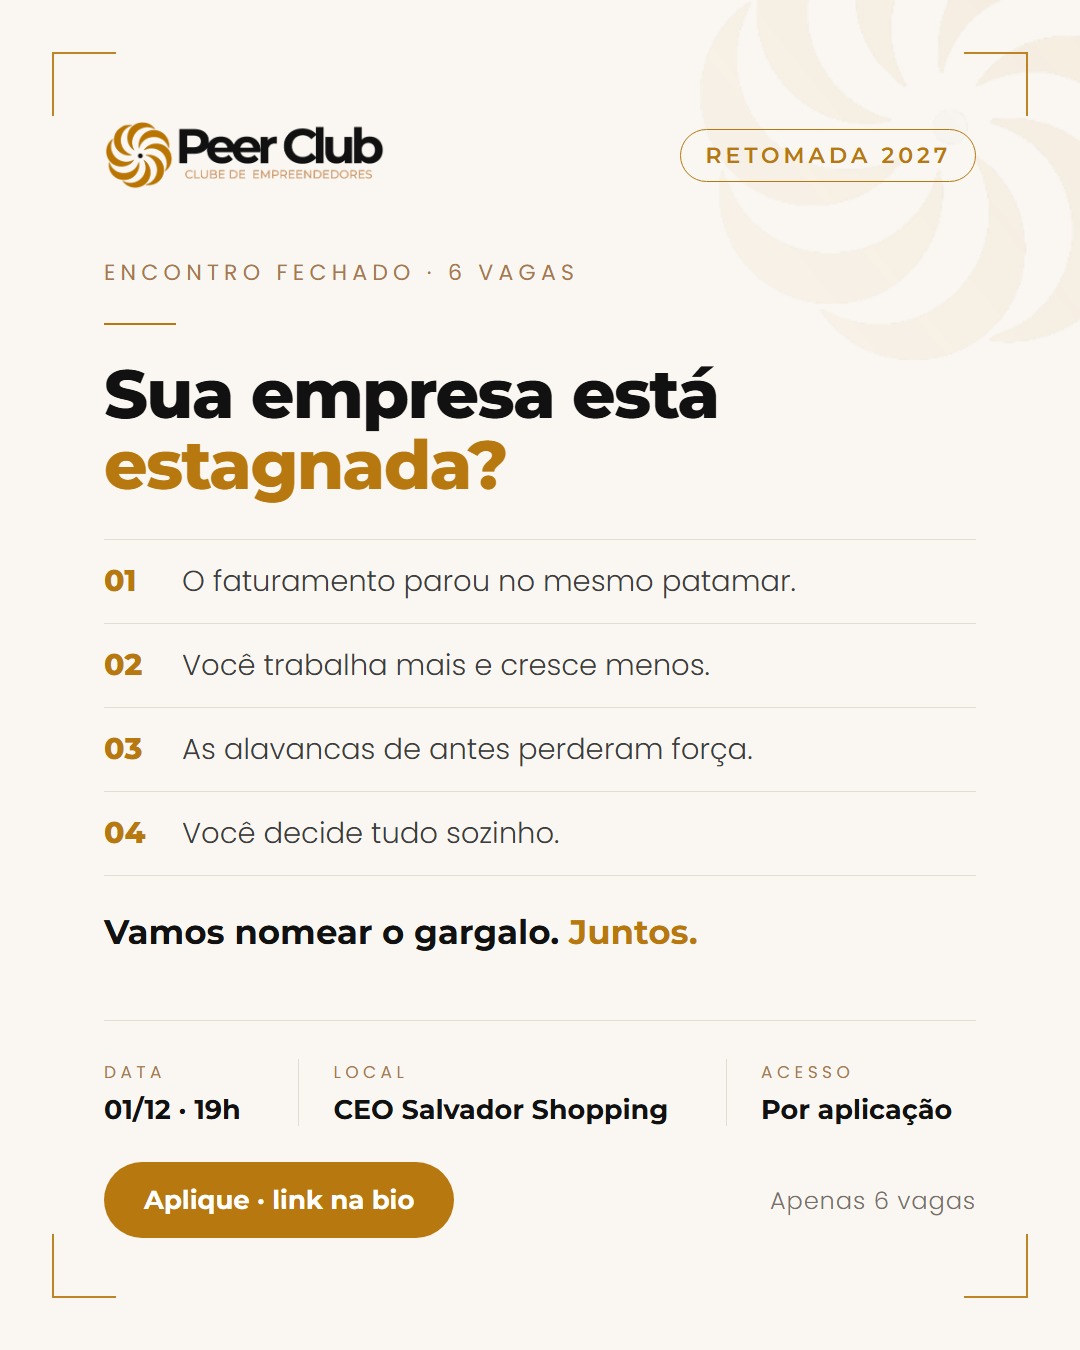 Peer Club
CLUBE DE EMPREENDEDORES
RETOMADA 2027
ENCONTRO FECHADO · 6 VAGAS
Sua empresa está
estagnada?
01 O faturamento parou no mesmo patamar.
02 Você trabalha mais e cresce menos.
03 As alavancas de antes perderam força.
04 Você decide tudo sozinho.
Vamos nomear o gargalo. Juntos.
DATA
01/12 · 19h
LOCAL
CEO Salvador Shopping
ACESSO
Por aplicação
Aplique · link na bio
Apenas 6 vagas